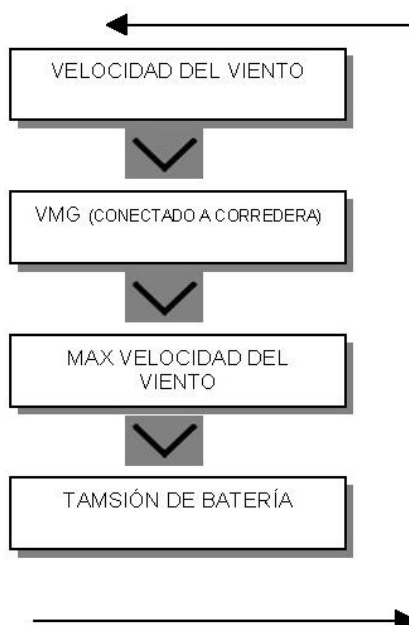 VELOCIDAD DEL VIENTO
VMG (CONECTADO A CORREDERA)
MAX VELOCIDAD DEL
VIENTO
TAMSIÓN DE BATERÍA